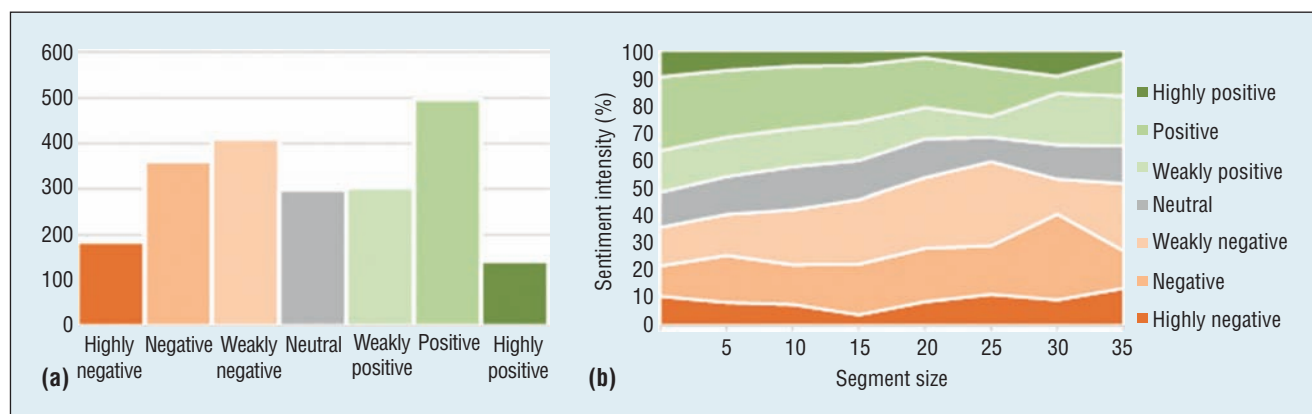 600
500
400
300
200
100
0
Highly negative
Negative
Weakly negative
Neutral
Weakly positive
Positive
Highly positive
(a)
Sentiment intensity (%)
100
90
80
70
60
50
40
30
20
10
0
5 10 15 20 25 30 35
Segment size
(b)
Highly positive
Positive
Weakly positive
Neutral
Weakly negative
Negative
Highly negative